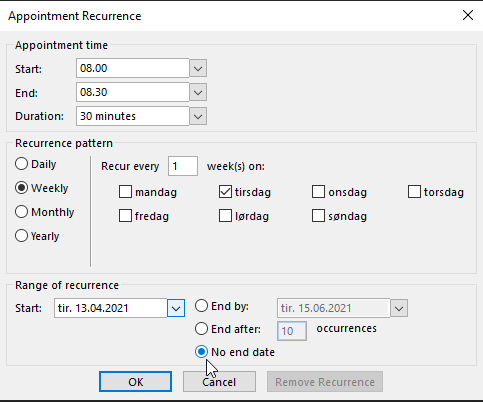 Appointment Recurrence
Appointment time
Start: 08.00
End: 08.30
Duration: 30 minutes
Recurrence pattern
Daily
Weekly
Monthly
Yearly
Recur every 1 week(s) on:
mandag tirsdag onsdag torsdag
fredag lørdag søndag
Range of recurrence
Start: tir. 13.04.2021
End by: tir. 15.06.2021
End after: 10 occurrences
No end date
OK Cancel Remove Recurrence